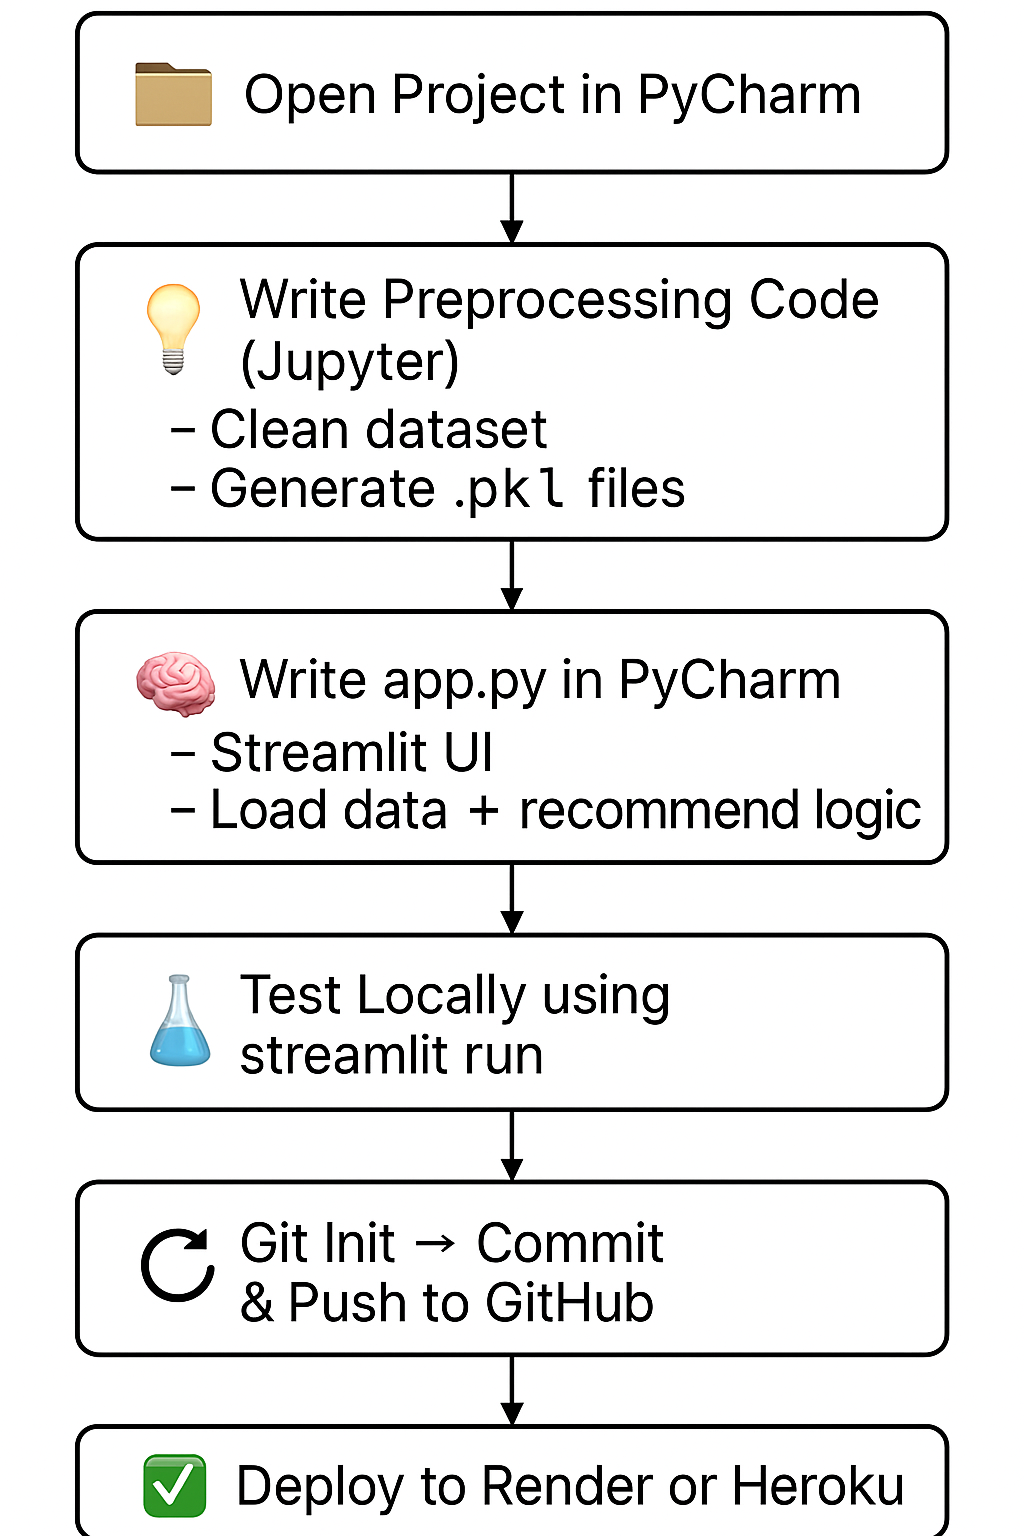 Open Project in PyCharm
Write Preprocessing Code
(Jupyter)
– Clean dataset
– Generate .pkl files
Write app.py in PyCharm
– Streamlit UI
– Load data + recommend logic
Test Locally using
streamlit run
Git Init → Commit
& Push to GitHub
Deploy to Render or Heroku